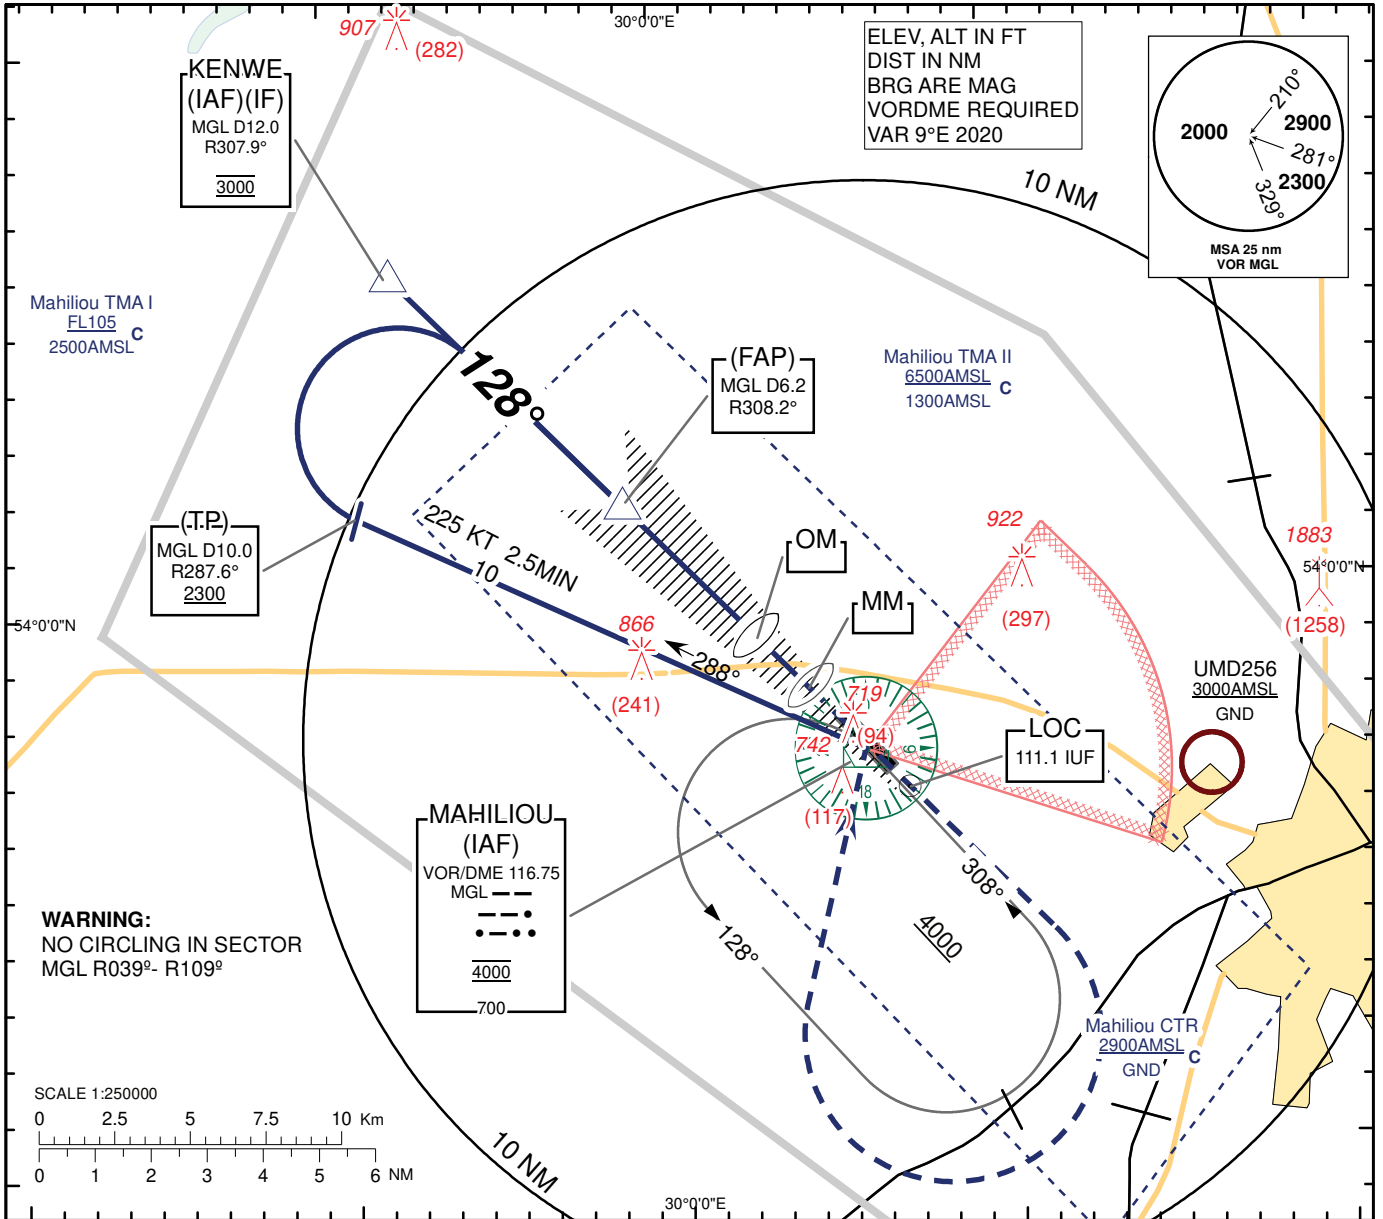 907
(282)
30°0'0"E
ELEV, ALT IN FT
DIST IN NM
BRG ARE MAG
VORDME REQUIRED
VAR 9°E 2020
210°
2000
2900
281°
2300
329°
MSA 25 nm
VOR MGL
KENWE
(IAF)(IF)
MGL D12.0
R307.9°
3000
10 NM
Mahiliou TMA I
FL105
C
2500AMSL
128°
(FAP)
MGL D6.2
R308.2°
Mahiliou TMA II
6500AMSL
C
1300AMSL
(TP)
MGL D10.0
R287.6°
2300
225 KT 2.5MIN
10
OM
MM
922
(297)
1883
54°0'0"N
(1258)
54°0'0"N
866
288°
(241)
719
(94)
742
(117)
9
18
LOC
111.1 IUF
UMD256
3000AMSL
GND
MAHILIOU
(IAF)
VOR/DME 116.75
MGL
4000
700
308°
128°
4000
WARNING:
NO CIRCLING IN SECTOR
MGL R039º- R109º
Mahiliou CTR
2900AMSL
C
GND
SCALE 1:250000
0 2.5 5 7.5 10 Km
0 1 2 3 4 5 6 NM
10 NM
30°0'0"E